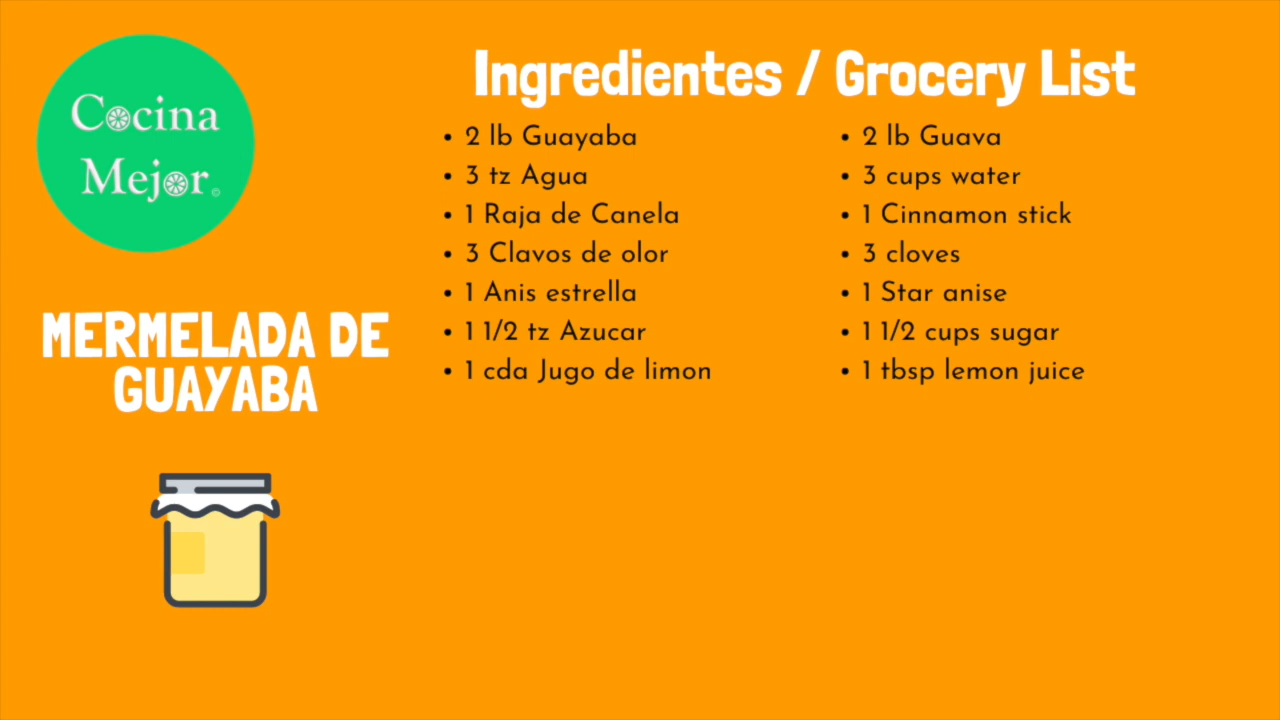 Cocina
Mejor
Ingredientes / Grocery List
• 2 lb Guayaba
• 3 tz Agua
• 1 Raja de Canela
• 3 Clavos de olor
• 1 Anis estrella
• 1 1/2 tz Azucar
• 1 cda Jugo de limon
• 2 lb Guava
• 3 cups water
• 1 Cinnamon stick
• 3 cloves
• 1 Star anise
• 1 1/2 cups sugar
• 1 tbsp lemon juice
MERMELADA DE
GUAYABA